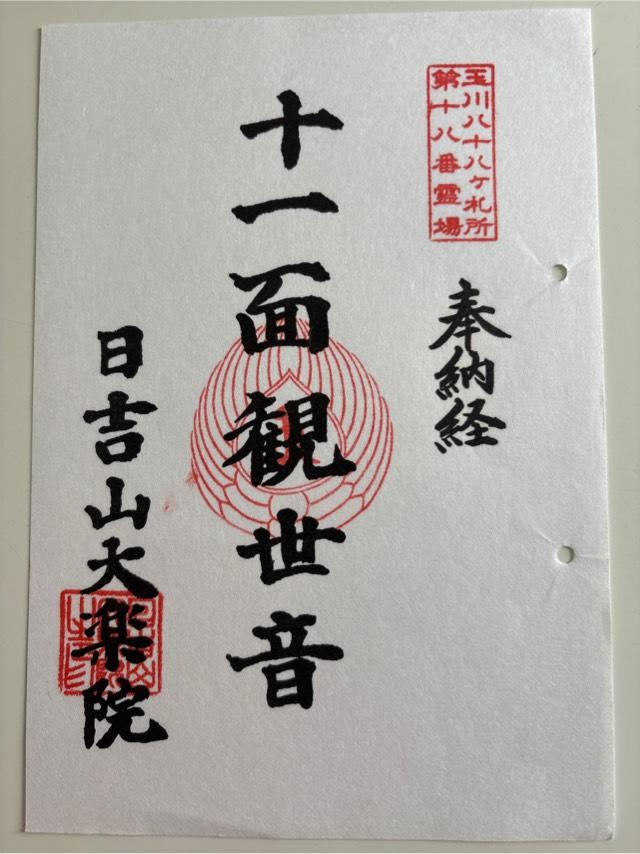 玉川八十八ヶ札所
第十八番霊場
奉納経
十一面観世音
日吉山大楽院